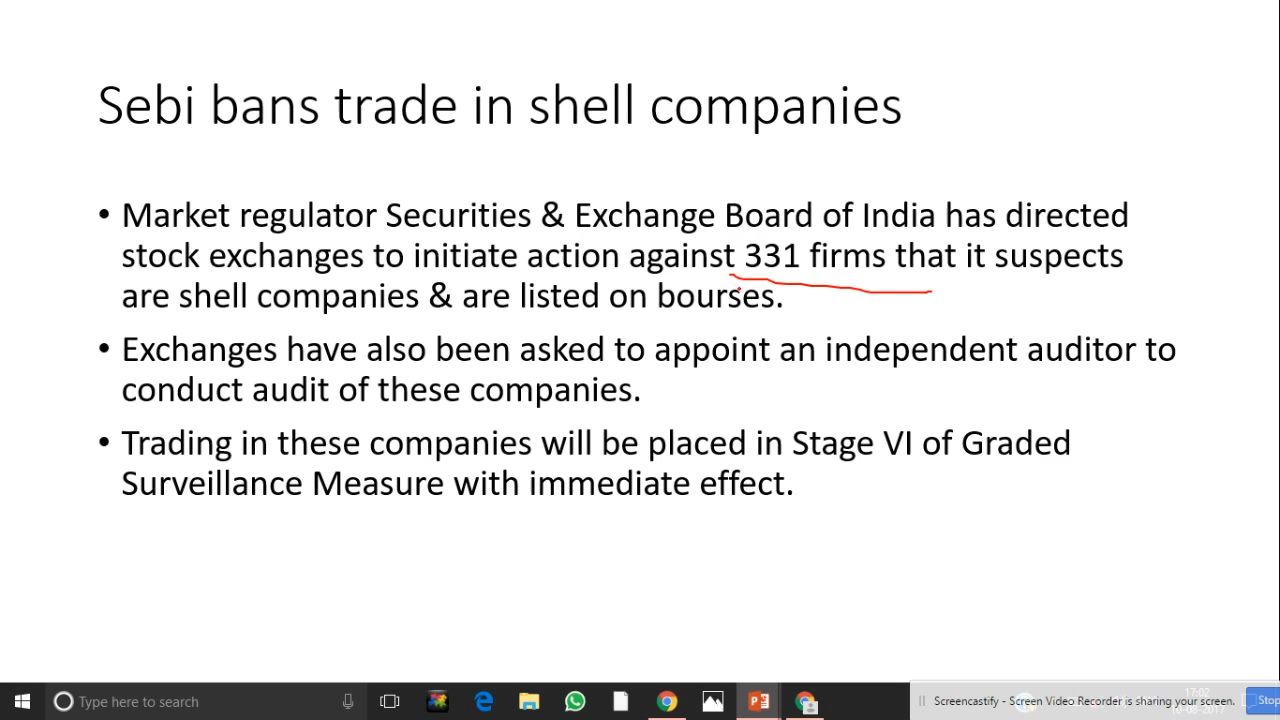 Sebi bans trade in shell companies
• Market regulator Securities & Exchange Board of India has directed
stock exchanges to initiate action against 331 firms that it suspects
are shell companies & are listed on bourses.
• Exchanges have also been asked to appoint an independent auditor to
conduct audit of these companies.
• Trading in these companies will be placed in Stage VI of Graded
Surveillance Measure with immediate effect.
Type here to search
Screencastify - Screen Video Recorder is sharing your screen.
Stop
17:02